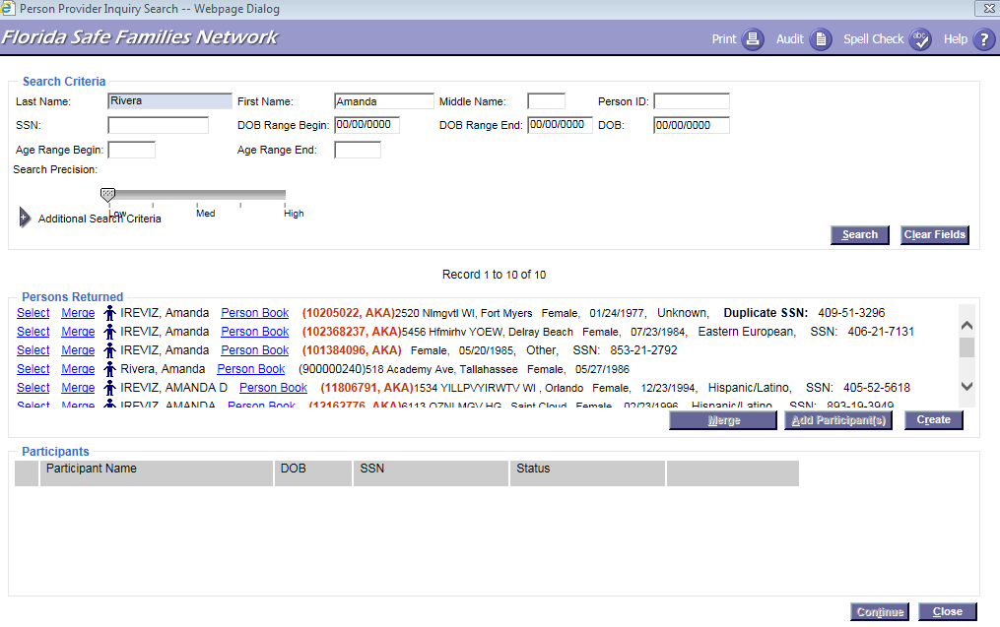 Person Provider Inquiry Search -- Webpage Dialog
Florida Safe Families Network Print Audit Spell Check abc Help ?
Search Criteria
Last Name: Rivera First Name: Amanda Middle Name: Person ID:
SSN: DOB Range Begin: 00/00/0000 DOB Range End: 00/00/0000 DOB: 00/00/0000
Age Range Begin: Age Range End:
Search Precision:
Low Med High
Additional Search Criteria
Search Clear Fields
Record 1 to 10 of 10
Persons Returned
Select Merge IREVIZ, Amanda Person Book (10205022, AKA)2520 Nlmgvtl Wl, Fort Myers Female, 01/24/1977, Unknown, Duplicate SSN: 409-51-3296
Select Merge IREVIZ, Amanda Person Book (102368237, AKA)5456 Hfmirhv YOEW, Delray Beach Female, 07/23/1984, Eastern European, SSN: 406-21-7131
Select Merge IREVIZ, Amanda Person Book (101384096, AKA) Female, 05/20/1985, Other, SSN: 853-21-2792
Select Merge Rivera, Amanda Person Book (900000240)518 Academy Ave, Tallahassee Female, 05/27/1986
Select Merge IREVIZ, AMANDA D Person Book (11806791, AKA)1534 YILLPVYIRWTV WI , Orlando Female, 12/23/1994, Hispanic/Latino, SSN: 405-52-5618
Select Merge IREVIZ, AMANDA Person Book (12162776, AKA)6113 OZNLMGV HG, Saint Cloud Female, 02/23/1996, Hispanic/Latino, SSN: 893-19-3949
Merge Add Participant(s) Create
Participants
Participant Name DOB SSN Status
Continue Close